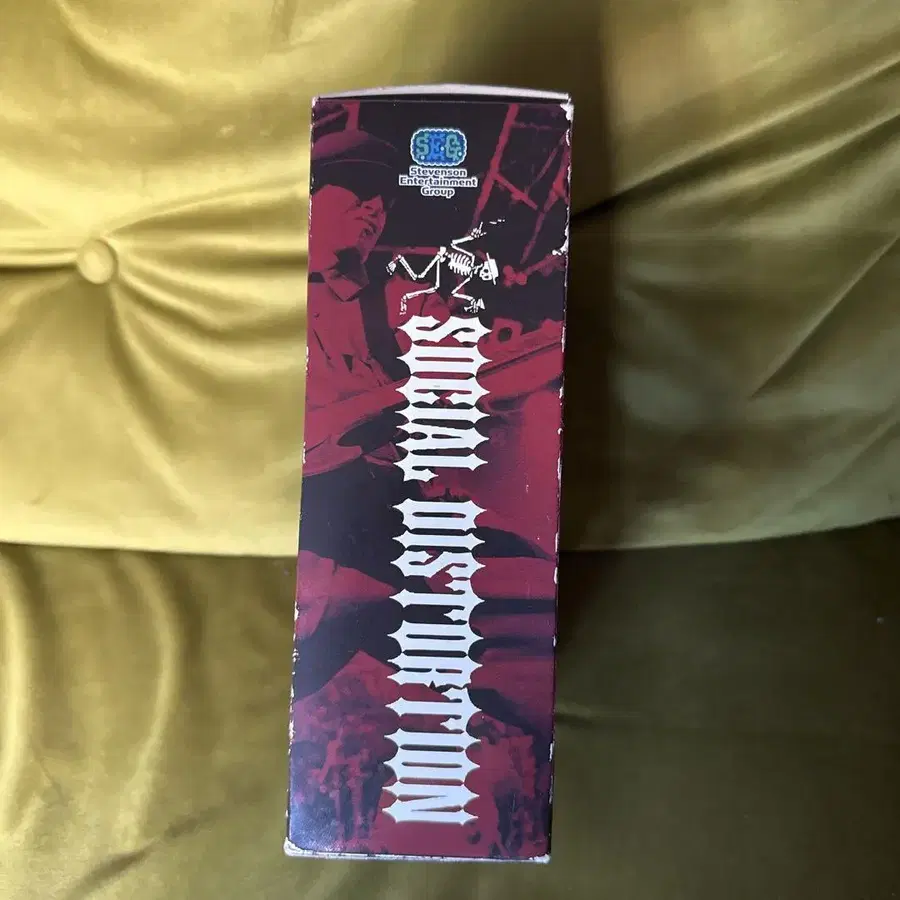 SEG
Stevenson
Entertainment
Group
SOCIAL DISTORTION